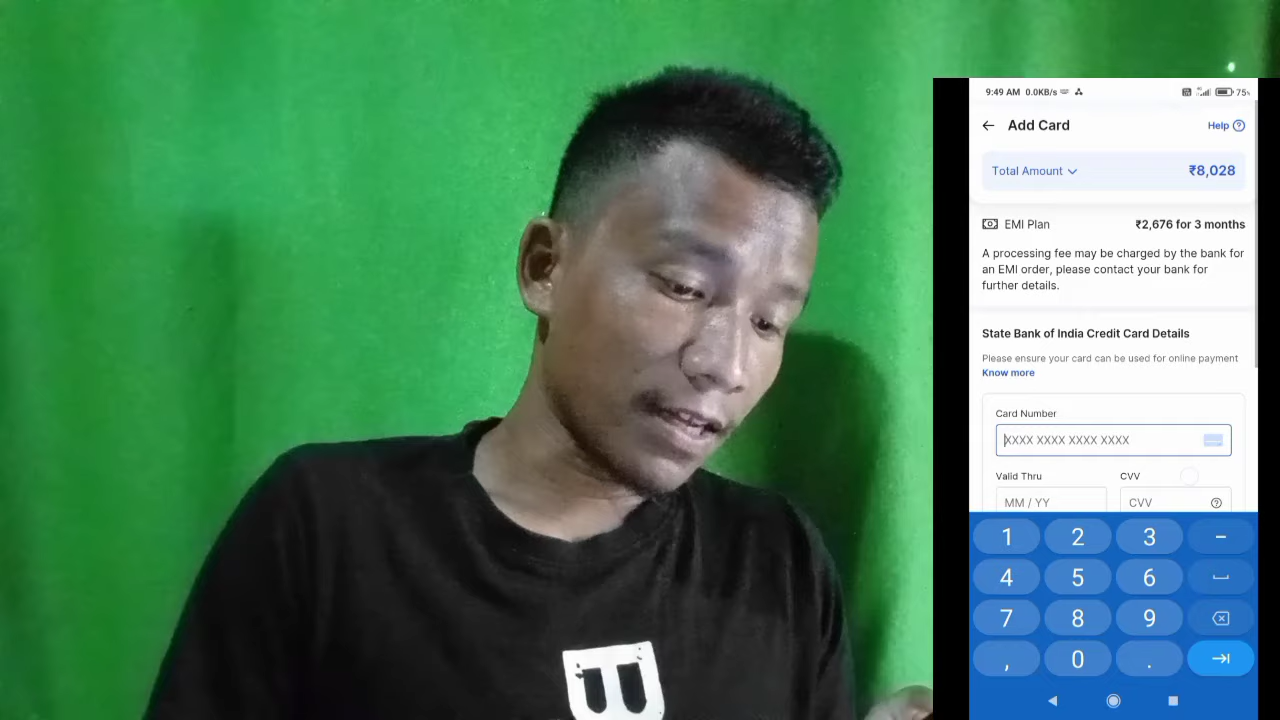 9:49 AM 0.0KB/s 75%
Add Card
Help
Total Amount ₹8,028
EMI Plan ₹2,676 for 3 months
A processing fee may be charged by the bank for
an EMI order, please contact your bank for
further details.
State Bank of India Credit Card Details
Please ensure your card can be used for online payment
Know more
Card Number
XXXX XXXX XXXX XXXX
Valid Thru CVV
MM / YY CVV
1 2 3 -
4 5 6
7 8 9
, 0 .
B